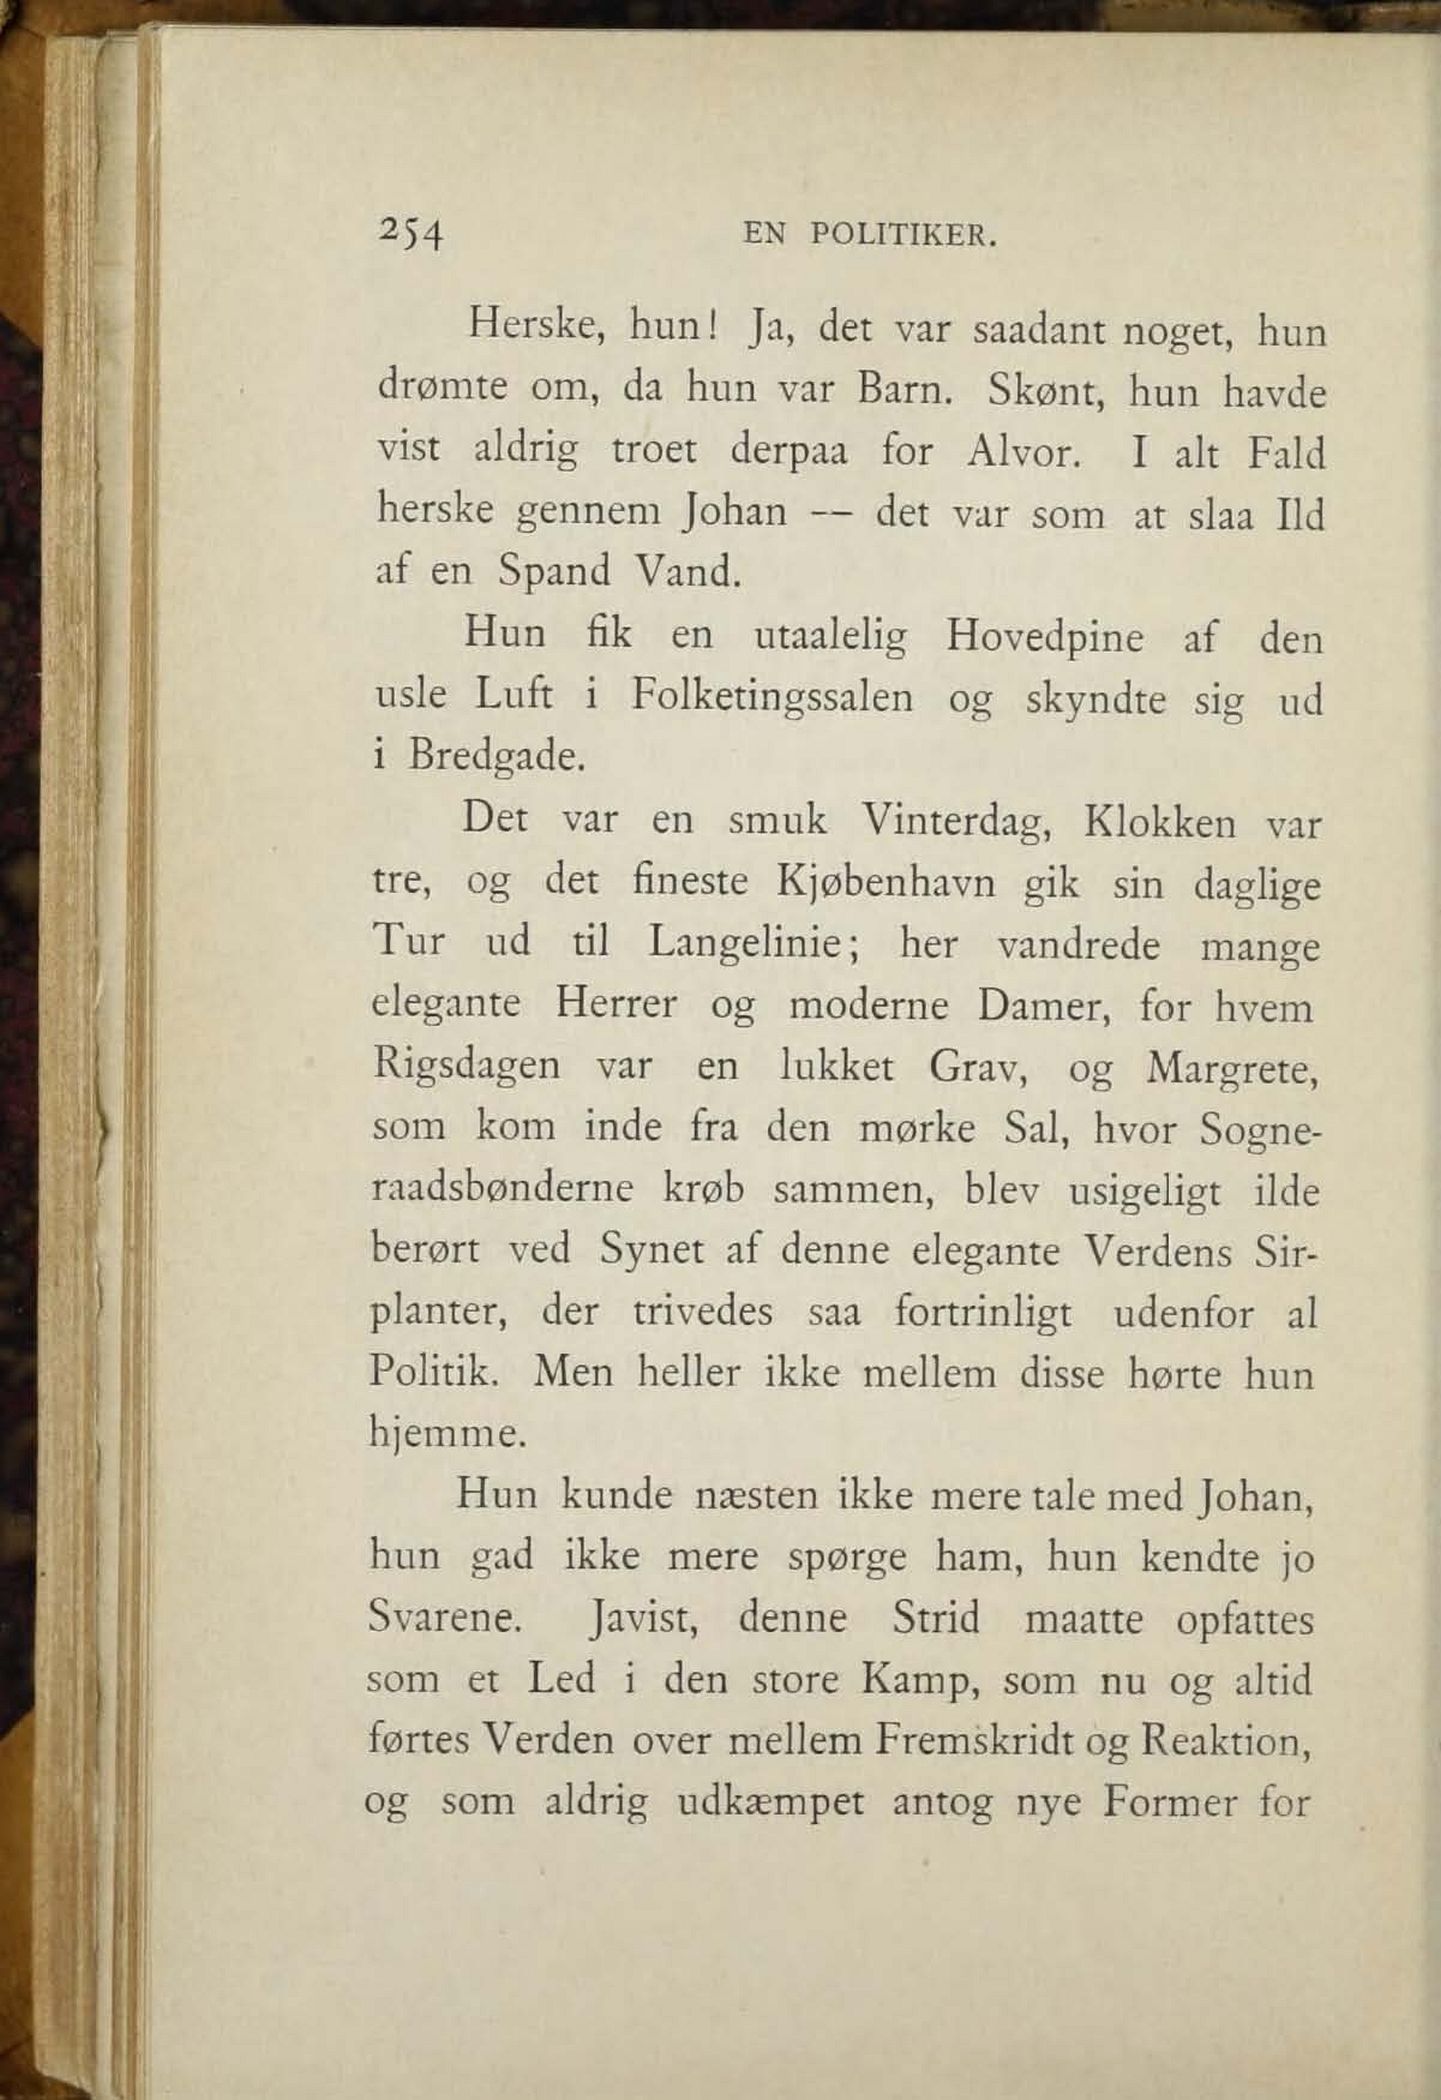 254 EN POLITIKER.
Herske, hun! Ja, det var saadant noget, hun
drømte om, da hun var Barn. Skønt, hun havde
vist aldrig troet derpaa for Alvor. I alt Fald
herske gennem Johan — det var som at slaa Ild
af en Spand Vand.
Hun fik en utaalelig Hovedpine af den
usle Luft i Folketingssalen og skyndte sig ud
i Bredgade.
Det var en smuk Vinterdag, Klokken var
tre, og det fineste Kjøbenhavn gik sin daglige
Tur ud til Langelinie; her vandrede mange
elegante Herrer og moderne Damer, for hvem
Rigsdagen var en lukket Grav, og Margrete,
som kom inde fra den mørke Sal, hvor Sogne-
raadsbønderne krøb sammen, blev usigeligt ilde
berørt ved Synet af denne elegante Verdens Sir-
planter, der trivedes saa fortrinligt udenfor al
Politik. Men heller ikke mellem disse hørte hun
hjemme.
Hun kunde næsten ikke mere tale med Johan,
hun gad ikke mere spørge ham, hun kendte jo
Svarene. Javist, denne Strid maatte opfattes
som et Led i den store Kamp, som nu og altid
førtes Verden over mellem Fremskridt og Reaktion,
og som aldrig udkæmpet antog nye Former for